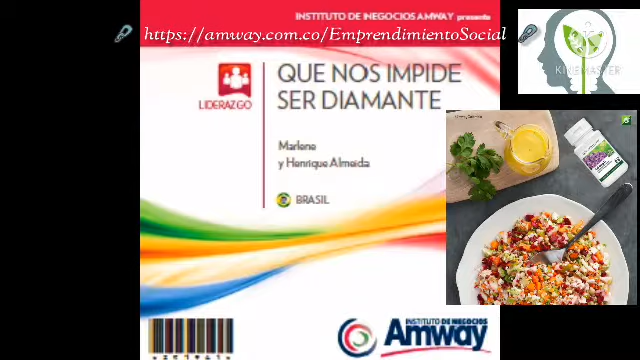 INSTITUTO DE NEGOCIOS AMWAY presenta
https://amway.com.co/EmprendimientoSocial
KINEMASTER
QUE NOS IMPIDE
SER DIAMANTE
LIDERAZGO
Marlene
y Henrique Almeida
BRASIL
INSTITUTO DE NEGOCIOS
Amway